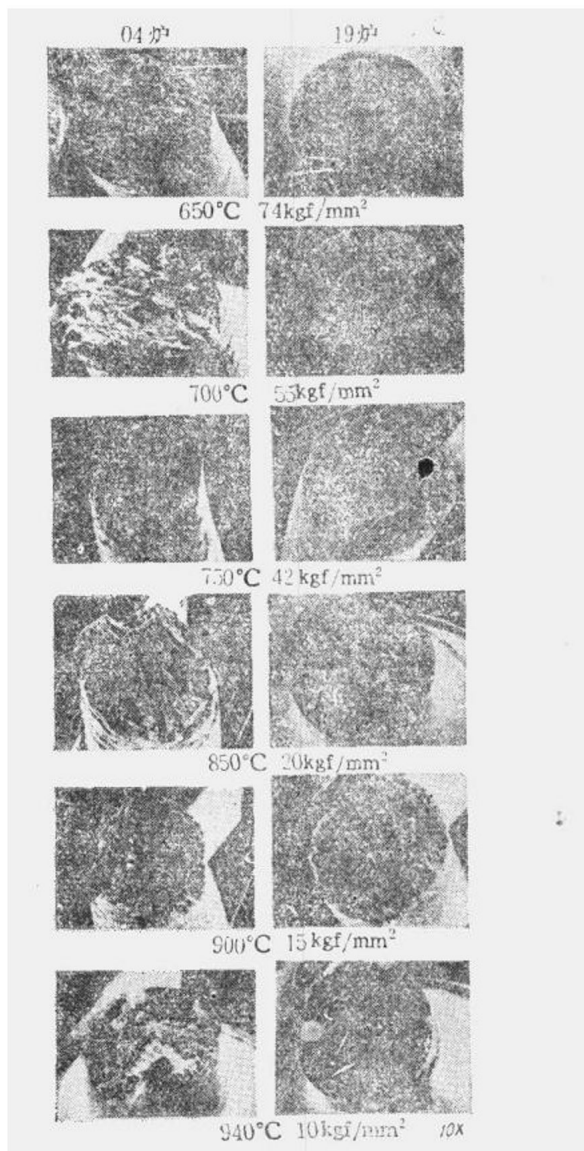 04炉 19炉
650°C 74kgf/mm²
700°C 55kgf/mm²
750°C 42kgf/mm²
850°C 20kgf/mm²
900°C 15kgf/mm²
940°C 10kgf/mm² 10X